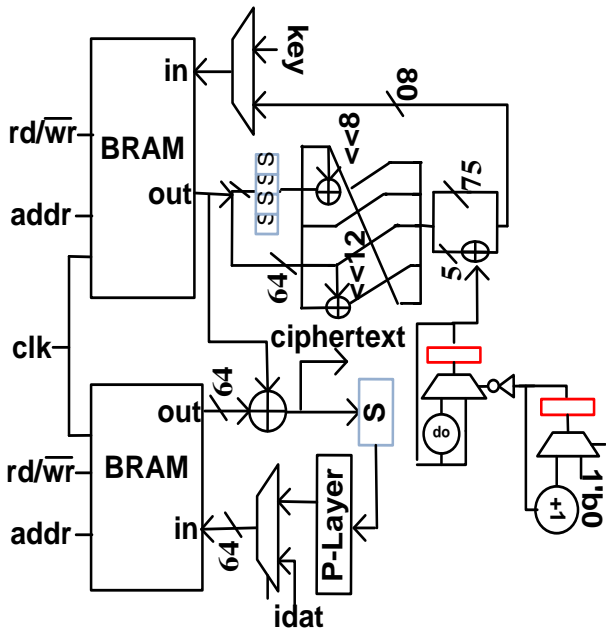 in
key
80
rd/wr
BRAM
<<8
S S S S
75
out
addr
<<12
5
64
clk
ciphertext
64
out
S
do
BRAM
rd/wr
1'b0
+1
addr
in
64
P-Layer
idat